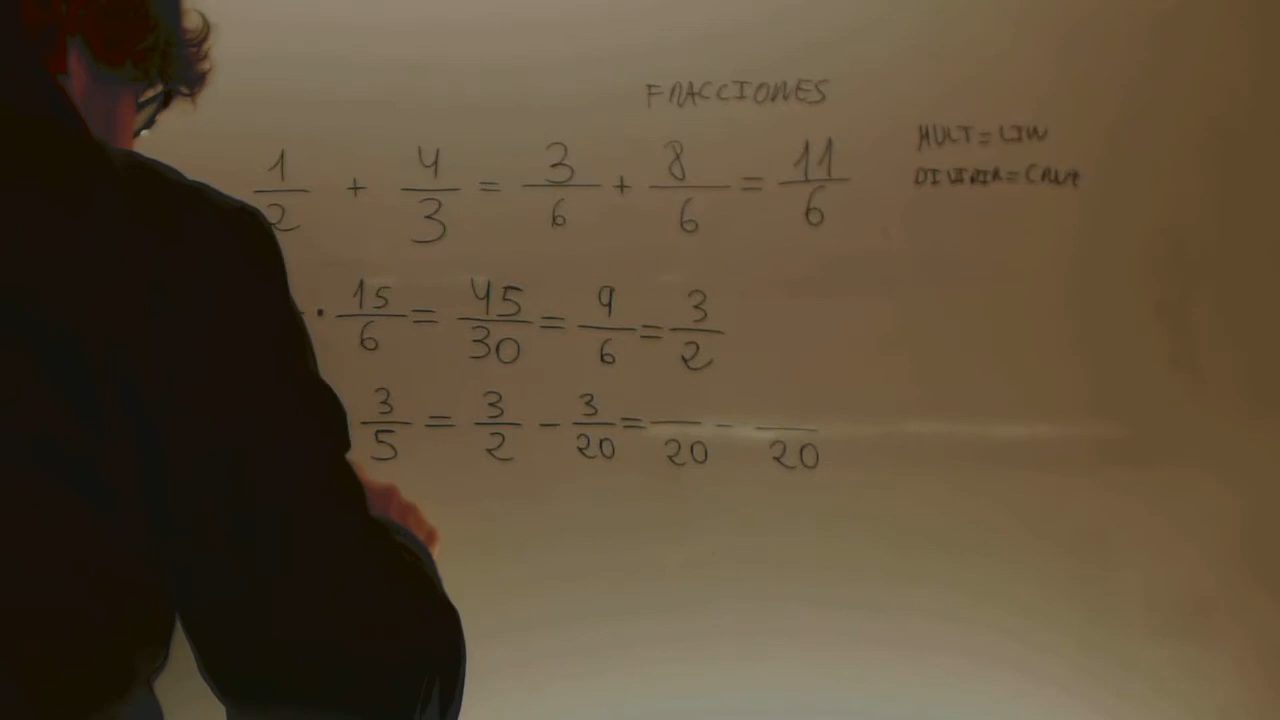 FRACCIONES
MULT = LIN
1/2 + 4/3 = 3/6 + 8/6 = 11/6
· 15/6 = 45/30 = 9/6 = 3/2
3/5 = 3/2 - 3/20 = /20 - /20